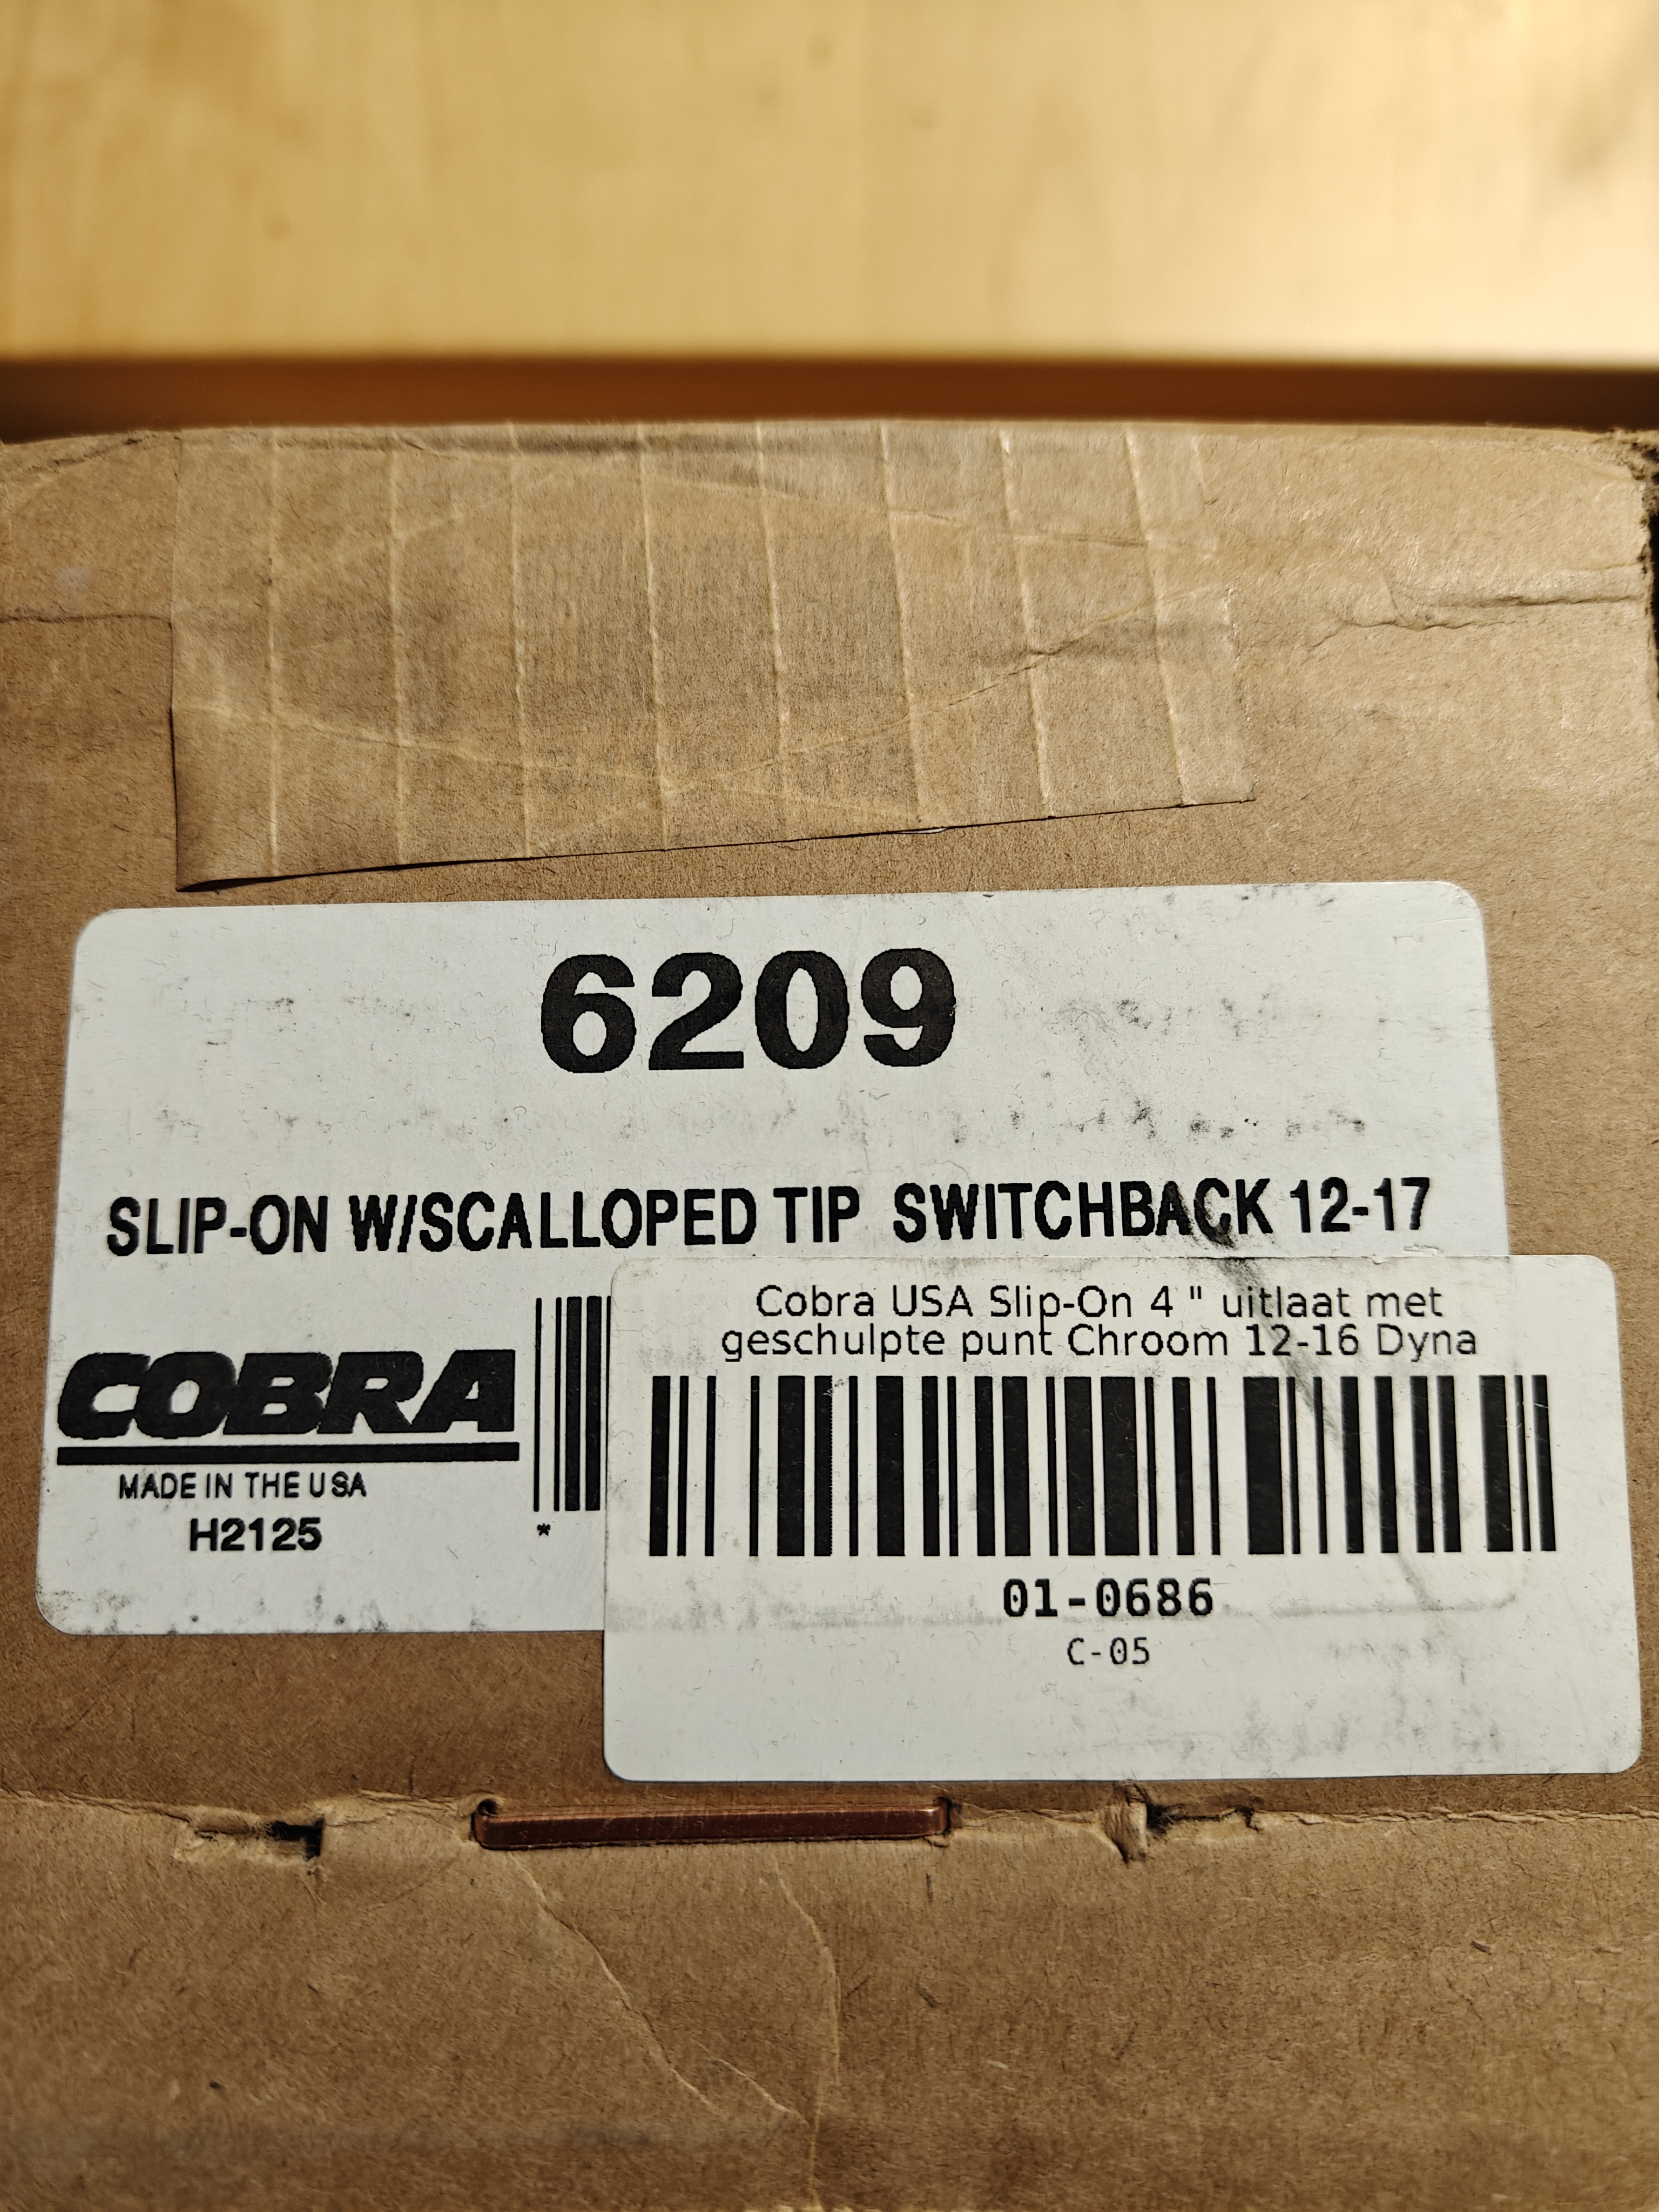 6209
SLIP-ON W/SCALLOPED TIP SWITCHBACK 12-17
COBRA
MADE IN THE USA
H2125
*
Cobra USA Slip-On 4 " uitlaat met
geschulpte punt Chroom 12-16 Dyna
01-0686
C-05